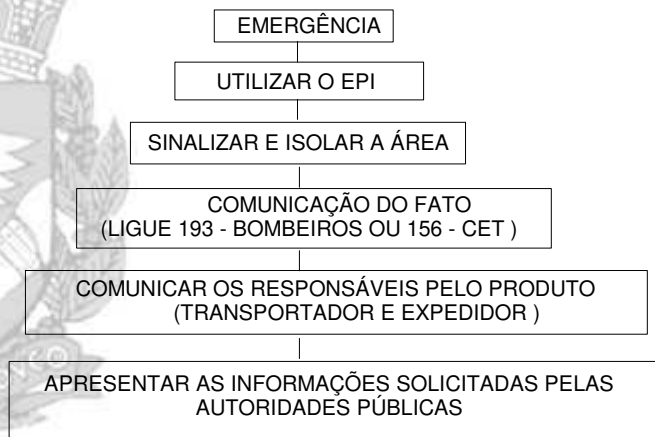 EMERGÊNCIA
UTILIZAR O EPI
SINALIZAR E ISOLAR A ÁREA
COMUNICAÇÃO DO FATO
(LIGUE 193 - BOMBEIROS OU 156 - CET )
COMUNICAR OS RESPONSÁVEIS PELO PRODUTO
(TRANSPORTADOR E EXPEDIDOR )
APRESENTAR AS INFORMAÇÕES SOLICITADAS PELAS
AUTORIDADES PÚBLICAS